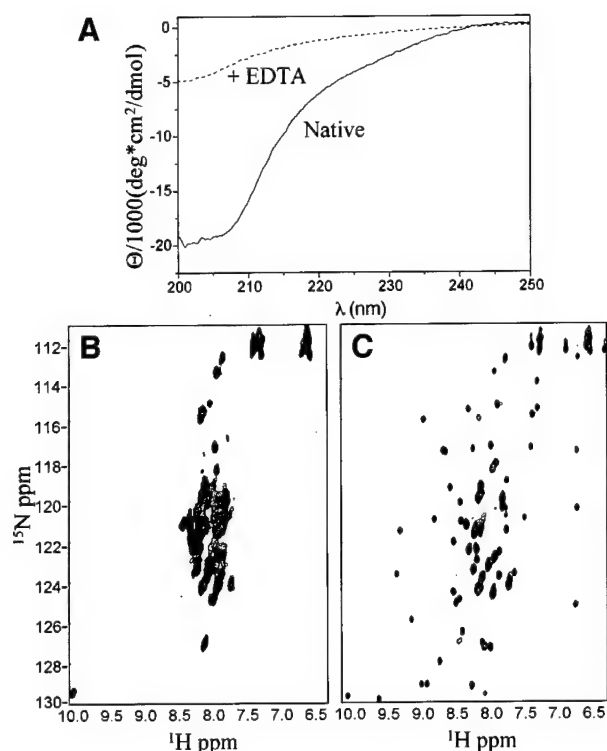 A
0
-5
-10
-15
-20
+ EDTA
Native
Θ/1000(deg*cm²/dmol)
200 210 220 230 240 250
λ (nm)
B
C
112
114
116
118
120
122
124
126
128
130
¹⁵N ppm
10.0 9.5 9.0 8.5 8.0 7.5 7.0 6.5
10.0 9.5 9.0 8.5 8.0 7.5 7.0 6.5
¹H ppm
¹H ppm